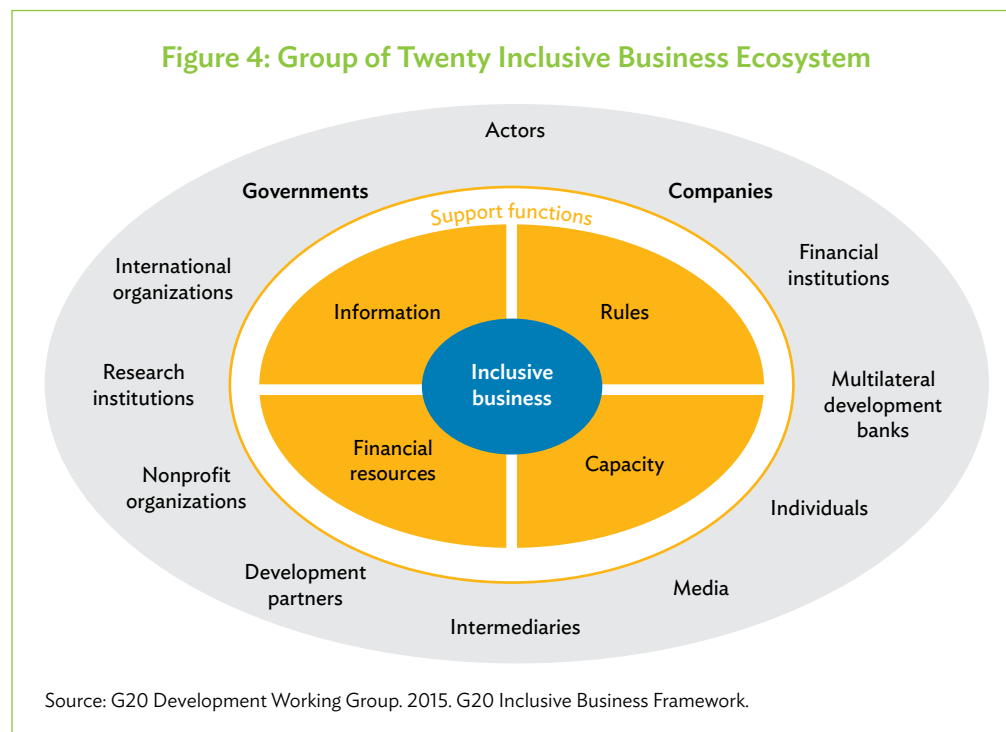 Figure 4: Group of Twenty Inclusive Business Ecosystem
Actors
Governments
Companies
Support functions
International
organizations
Financial
institutions
Information
Rules
Research
institutions
Inclusive
business
Multilateral
development
banks
Financial
resources
Capacity
Nonprofit
organizations
Individuals
Development
partners
Media
Intermediaries
Source: G20 Development Working Group. 2015. G20 Inclusive Business Framework.